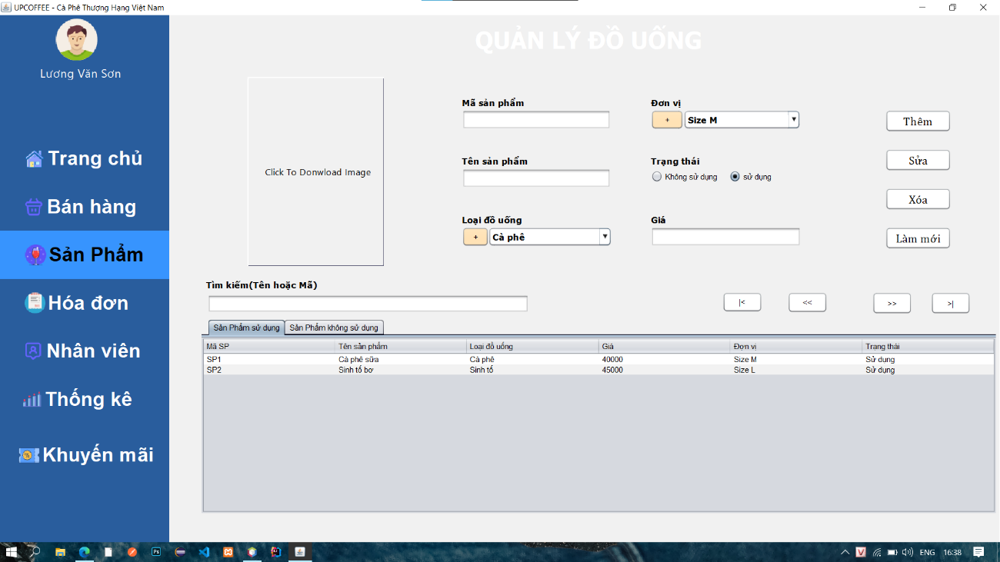 UPCOFFEE - Cà Phê Thượng Hạng Việt Nam
Lương Văn Sơn
Trang chủ
Bán hàng
Sản Phẩm
Hóa đơn
Nhân viên
Thống kê
Khuyến mãi
QUẢN LÝ ĐỒ UỐNG
Click To Donwload Image
Mã sản phẩm
Đơn vị
+ Size M
Thêm
Tên sản phẩm
Trạng thái
Không sử dụng sử dụng
Sửa
Loại đồ uống
+ Cà phê
Giá
Xóa
Làm mới
Tìm kiếm(Tên hoặc Mã)
|< << >> >|
Sản Phẩm sử dụng Sản Phẩm không sử dụng
Mã SP Tên sản phẩm Loại đồ uống Giá Đơn vị Trang thái
SP1 Cà phê sữa Cà phê 40000 Size M Sử dụng
SP2 Sinh tố bơ Sinh tố 45000 Size L Sử dụng
Ps
V ENG 16:38